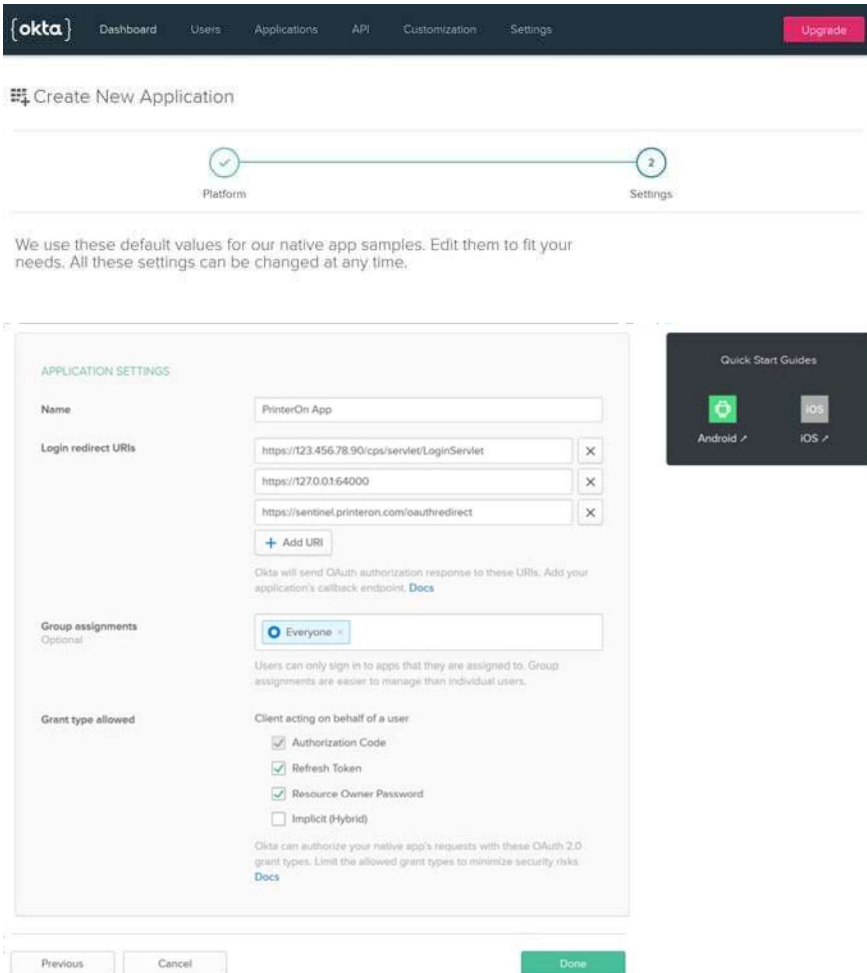 {okta} Dashboard Users Applications API Customization Settings Upgrade
Create New Application
2
Platform Settings
We use these default values for our native app samples. Edit them to fit your
needs. All these settings can be changed at any time.
APPLICATION SETTINGS
Name PrinterOn App
Login redirect URIs https://123.456.78.90/cps/servlet/LoginServlet
https://127.0.0.1:64000
https://sentinel.printeron.com/oauthredirect
+ Add URI
Okta will send OAuth authorization response to these URIs. Add your
application's callback endpoint. Docs
Group assignments
Optional
Everyone ×
Users can only sign in to apps that they are assigned to. Group
assignments are easier to manage than individual users.
Grant type allowed Client acting on behalf of a user
Authorization Code
Refresh Token
Resource Owner Password
Implicit (Hybrid)
Okta can authorize your native app's requests with these OAuth 2.0
grant types. Limit the allowed grant types to minimize security risks
Docs
Previous Cancel Done
Quick Start Guides
iOS
Android ↗ iOS ↗